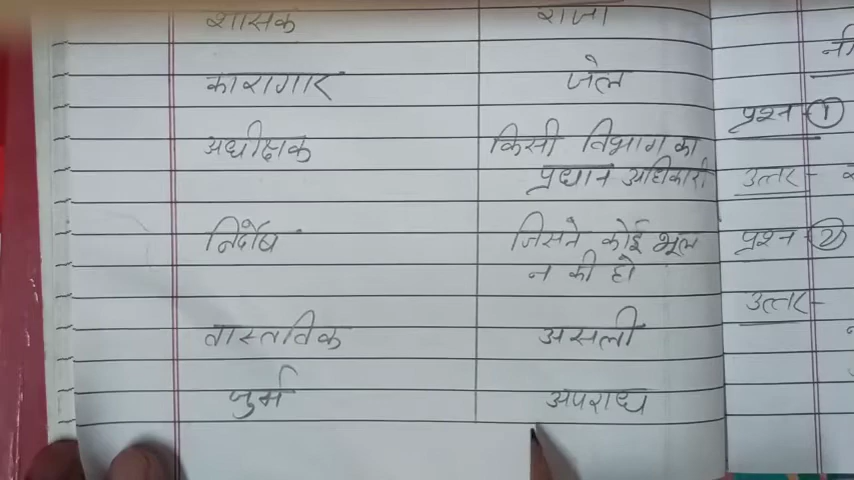 शासक राजा
कारागार जेल
अधीक्षक किसी विभाग का
प्रधान अधिकारी
निर्दोष जिसने कोई भूल
न की हो
वास्तविक असली
जुर्म अपराध
प्रश्न ①
उत्तर-
प्रश्न ②
उत्तर-